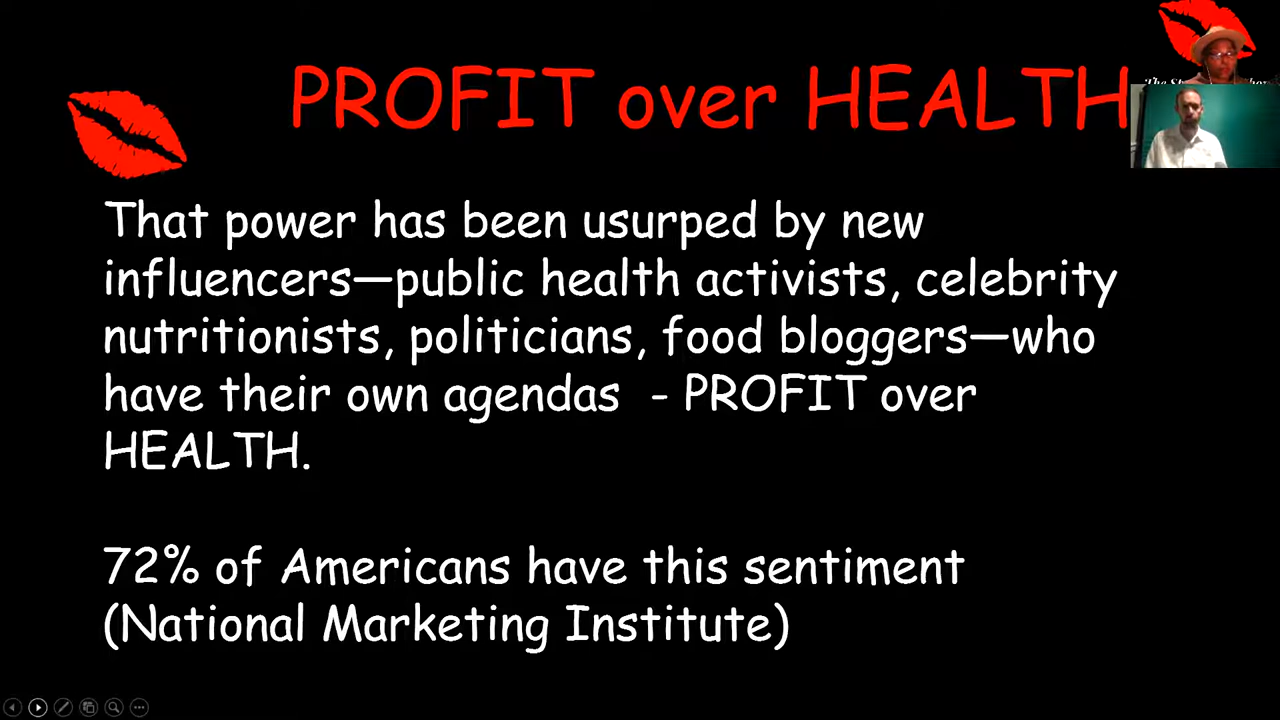 PROFIT over HEALTH
That power has been usurped by new
influencers—public health activists, celebrity
nutritionists, politicians, food bloggers—who
have their own agendas - PROFIT over
HEALTH.
72% of Americans have this sentiment
(National Marketing Institute)